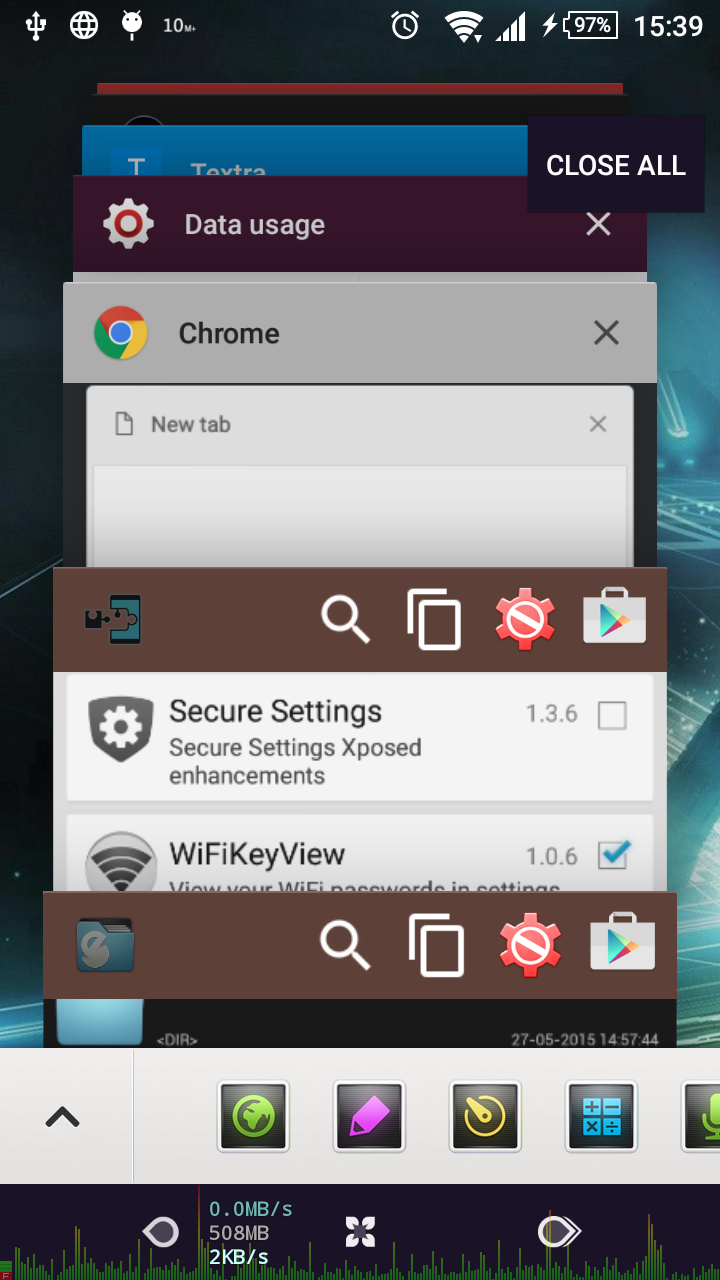 10M+
97%
15:39
T
Textra
CLOSE ALL
Data usage
Chrome
New tab
Secure Settings
1.3.6
Secure Settings Xposed
enhancements
WiFiKeyView
1.0.6
View your WiFi passwords in settings
<DIR>
27-05-2015 14:57:44
0.0MB/s
508MB
2KB/s